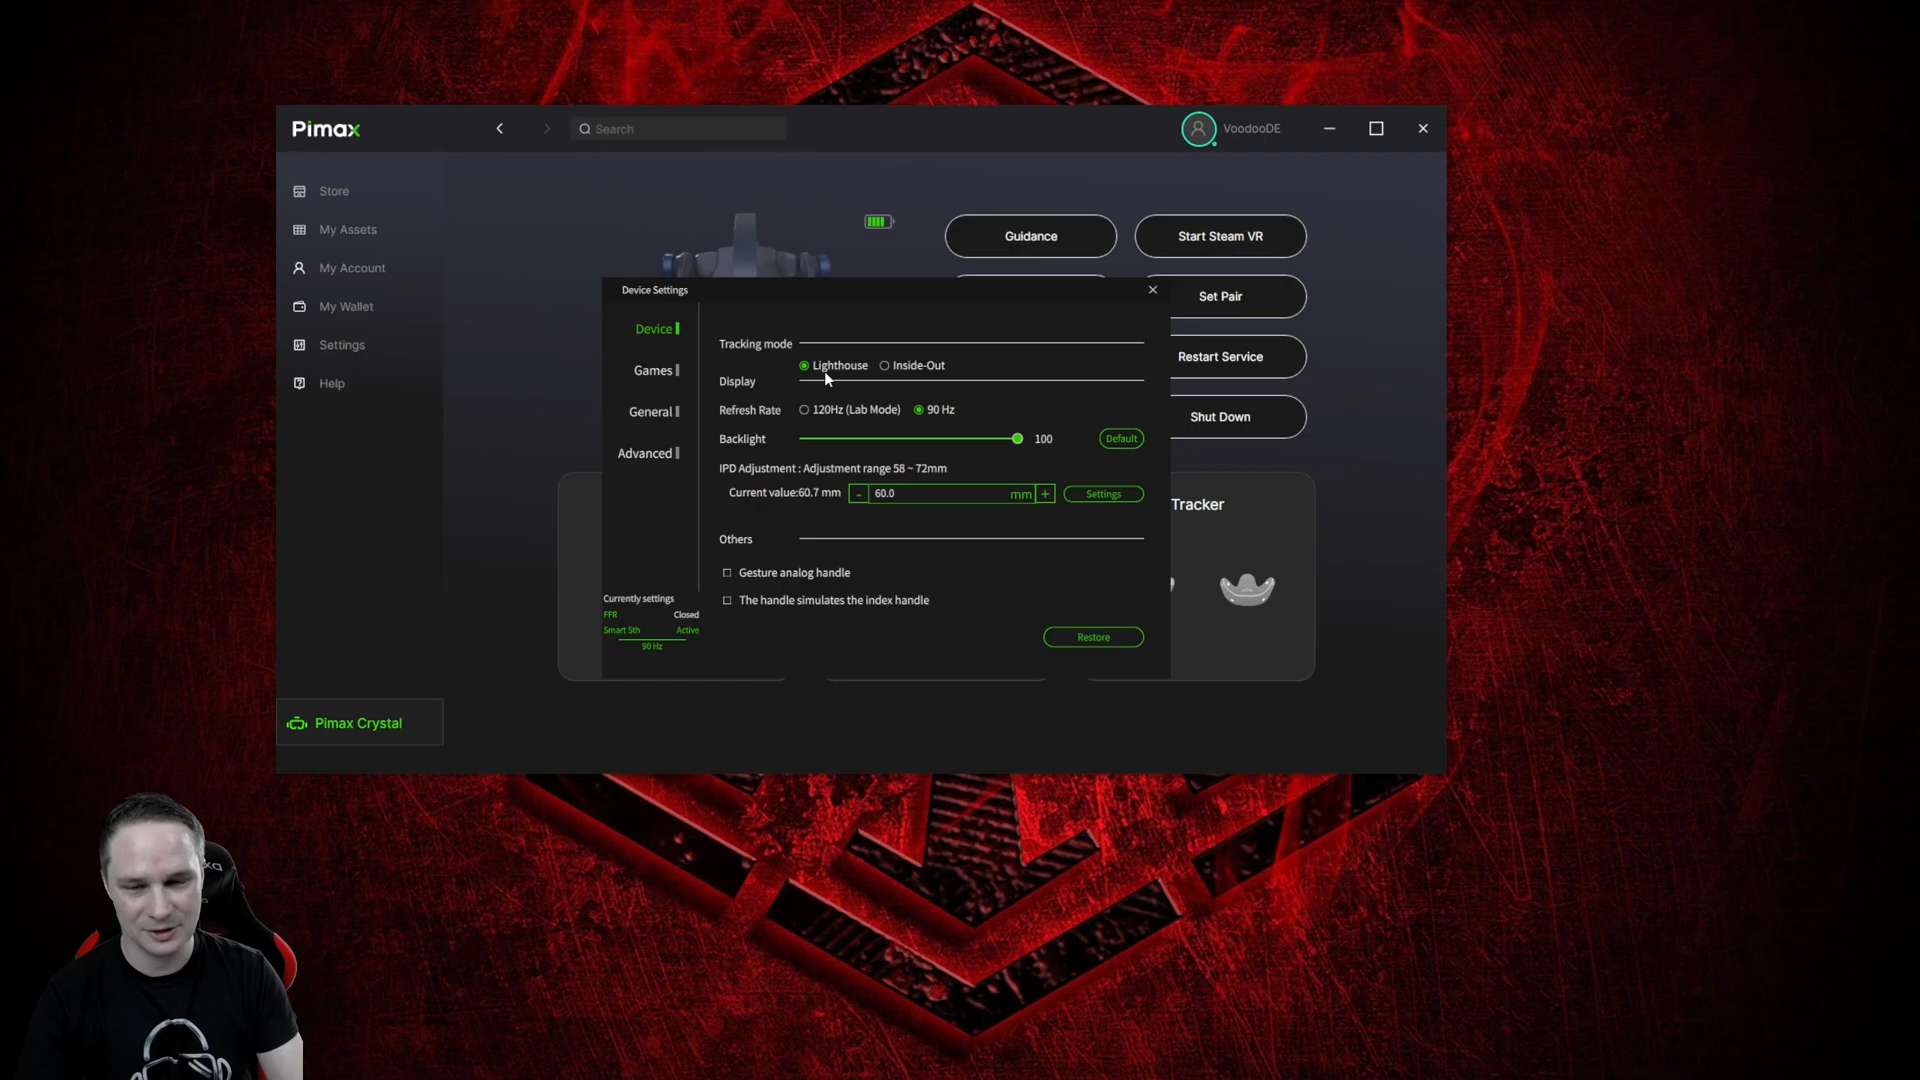 Pimax
Search
VoodooDE
Store
My Assets
My Account
My Wallet
Settings
Help
Pimax Crystal
Guidance
Start Steam VR
Set Pair
Restart Service
Shut Down
Tracker
Device Settings
Device
Games
General
Advanced
Currently settings
FFR Closed
Smart Sth Active
90 Hz
Tracking mode
Lighthouse Inside-Out
Display
Refresh Rate 120Hz (Lab Mode) 90 Hz
Backlight 100 Default
IPD Adjustment : Adjustment range 58 ~ 72mm
Current value:60.7 mm - 60.0 mm + Settings
Others
Gesture analog handle
The handle simulates the index handle
Restore